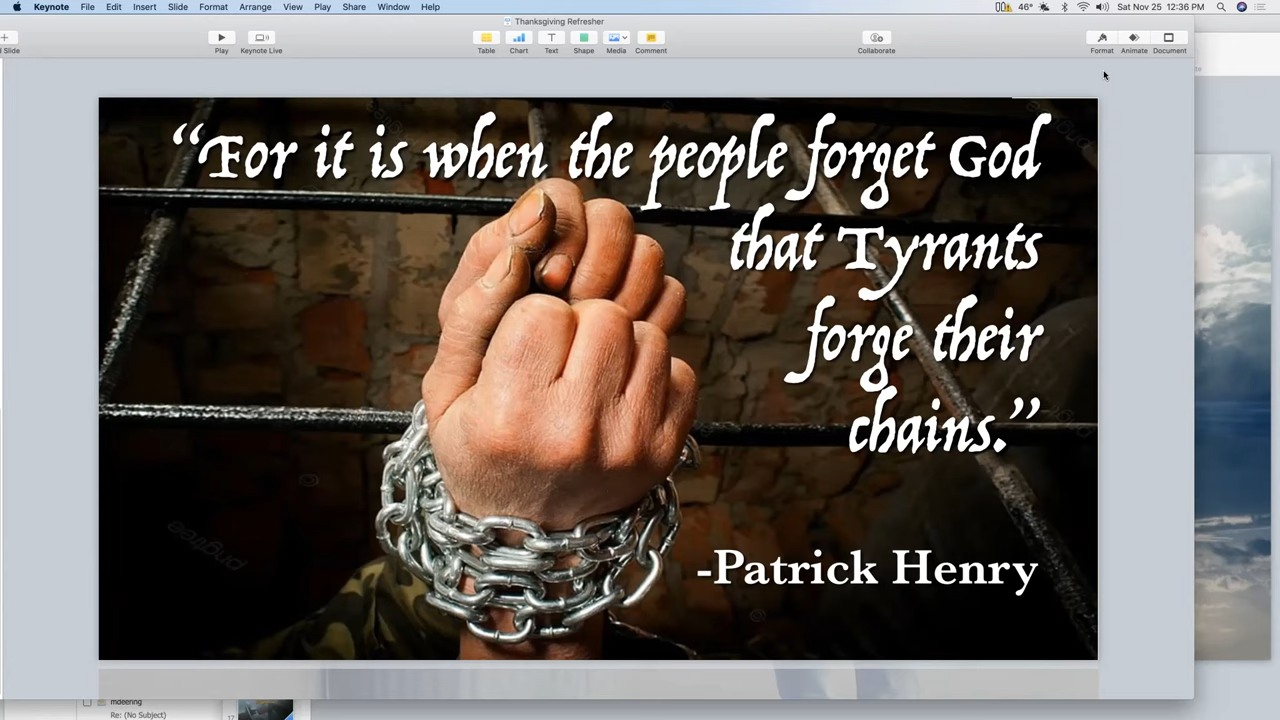 Keynote File Edit Insert Slide Format Arrange View Play Share Window Help 46° Sat Nov 25 12:36 PM
Thanksgiving Refresher
Slide Play Keynote Live Table Chart Text Shape Media Comment Collaborate Format Animate Document
“For it is when the people forget God
that Tyrants
forge their
chains.”
-Patrick Henry
mdeering
Re: (No Subject)
17